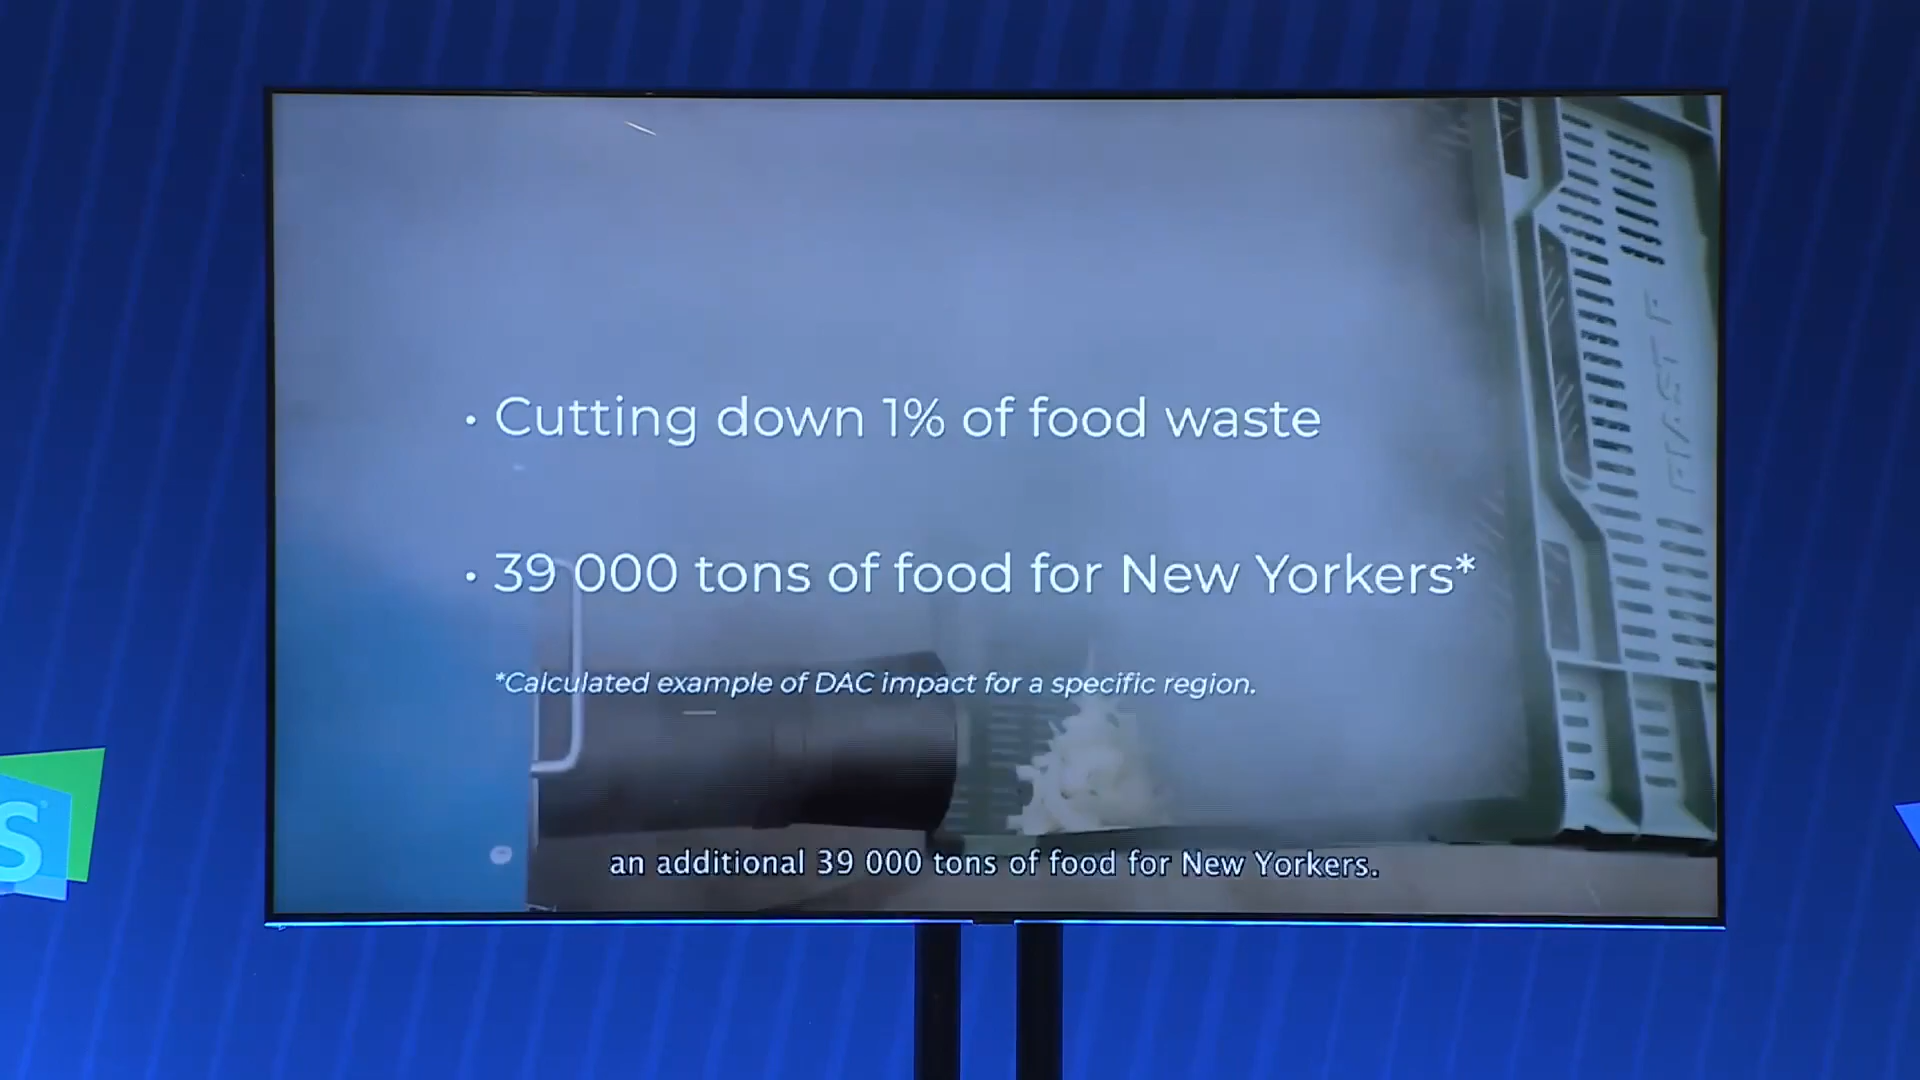 • Cutting down 1% of food waste
• 39 000 tons of food for New Yorkers*
*Calculated example of DAC impact for a specific region.
an additional 39 000 tons of food for New Yorkers.
S